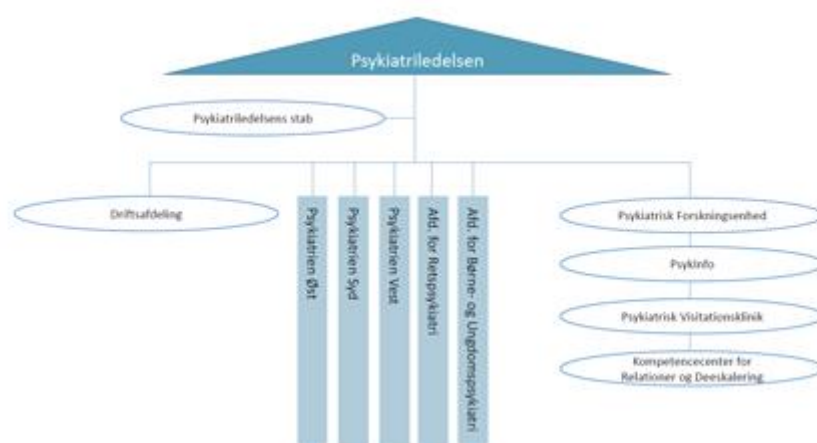 Psykiatriledelsen
Psykiatriledelsens stab
Driftsafdeling
Psykiatrien Øst
Psykiatrien Syd
Psykiatrien Vest
Afd. for Retspsykiatri
Afd. for Børne- og Ungdomspsykiatri
Psykiatrisk Forskningsenhed
PsykInfo
Psykiatrisk Visitationsklinik
Kompetencecenter for
Relationer og Deeskalering